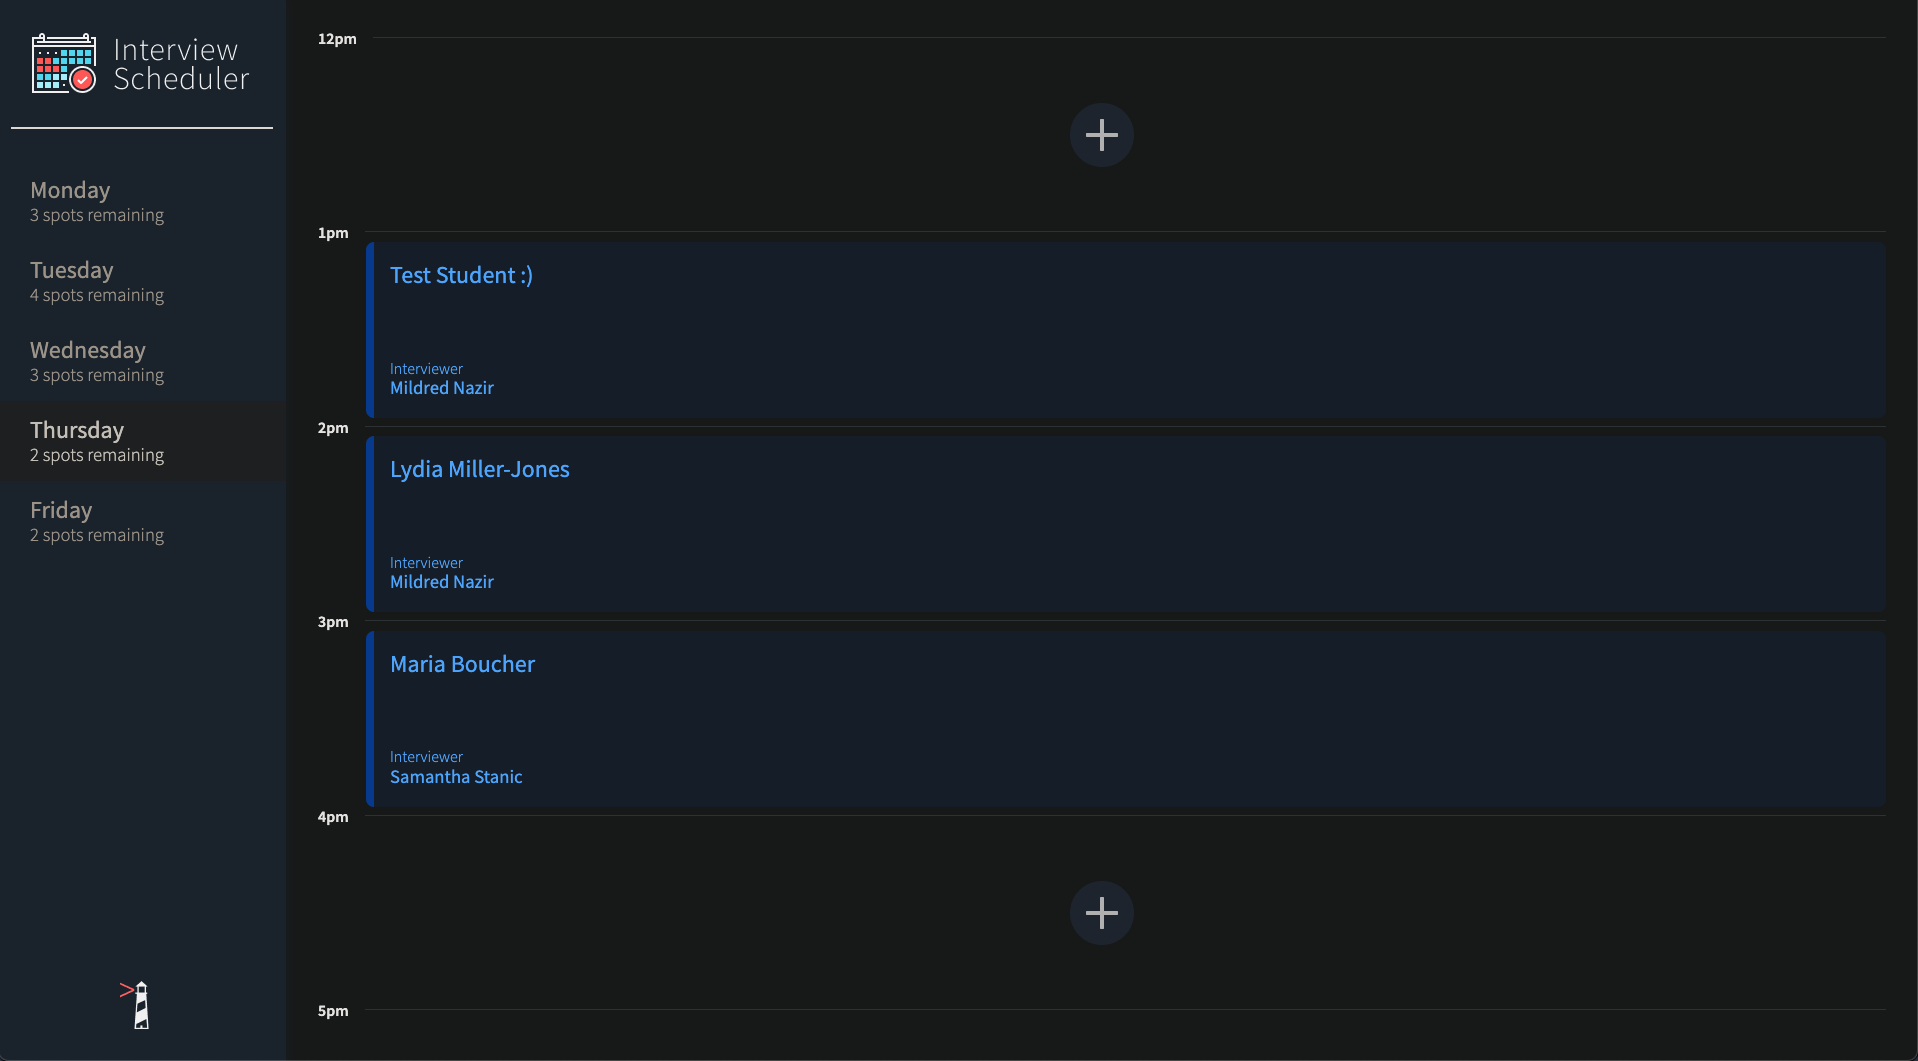 Interview
Scheduler
Monday
3 spots remaining
Tuesday
4 spots remaining
Wednesday
3 spots remaining
Thursday
2 spots remaining
Friday
2 spots remaining
12pm
1pm
Test Student :)
Interviewer
Mildred Nazir
2pm
Lydia Miller-Jones
Interviewer
Mildred Nazir
3pm
Maria Boucher
Interviewer
Samantha Stanic
4pm
5pm